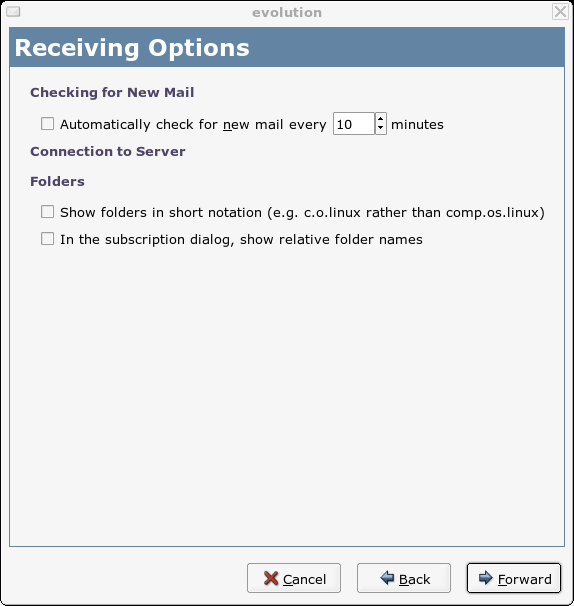 evolution
Receiving Options
Checking for New Mail
Automatically check for new mail every 10 minutes
Connection to Server
Folders
Show folders in short notation (e.g. c.o.linux rather than comp.os.linux)
In the subscription dialog, show relative folder names
Cancel Back Forward